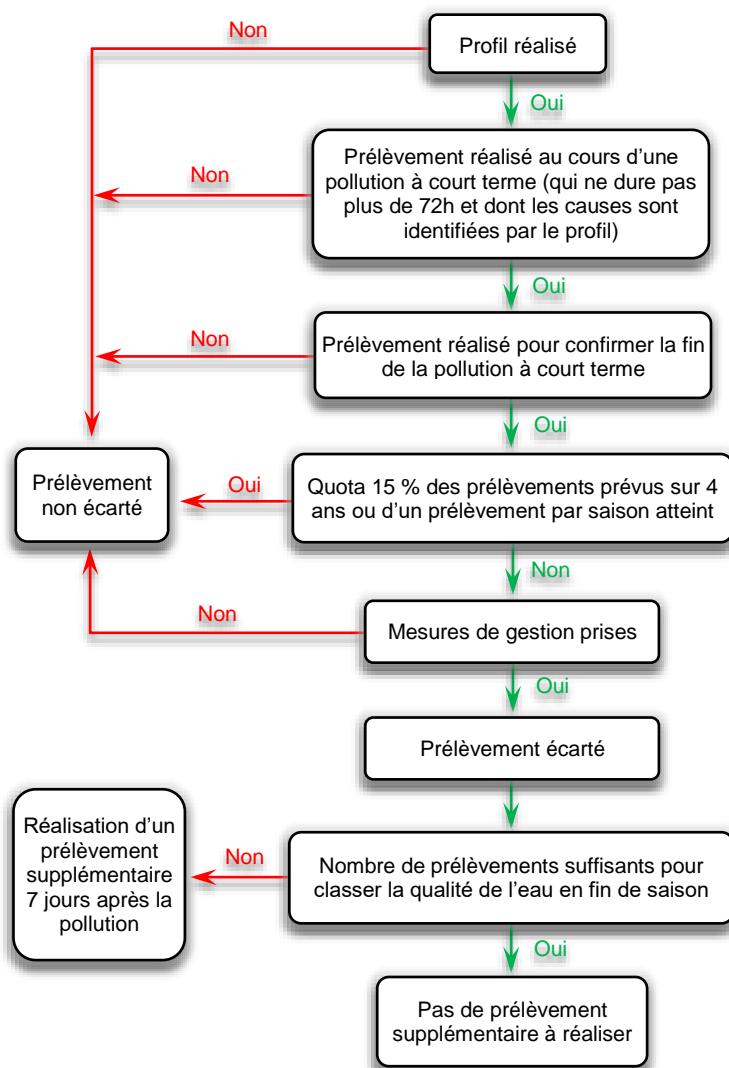 Non
Profil réalisé
Oui
Non
Prélèvement réalisé au cours d'une
pollution à court terme (qui ne dure pas
plus de 72h et dont les causes sont
identifiées par le profil)
Oui
Non
Prélèvement réalisé pour confirmer la fin
de la pollution à court terme
Oui
Prélèvement
non écarté
Oui
Quota 15 % des prélèvements prévus sur 4
ans ou d'un prélèvement par saison atteint
Non
Non
Mesures de gestion prises
Oui
Prélèvement écarté
Réalisation d'un
prélèvement
supplémentaire
7 jours après la
pollution
Non
Nombre de prélèvements suffisants pour
classer la qualité de l'eau en fin de saison
Oui
Pas de prélèvement
supplémentaire à réaliser